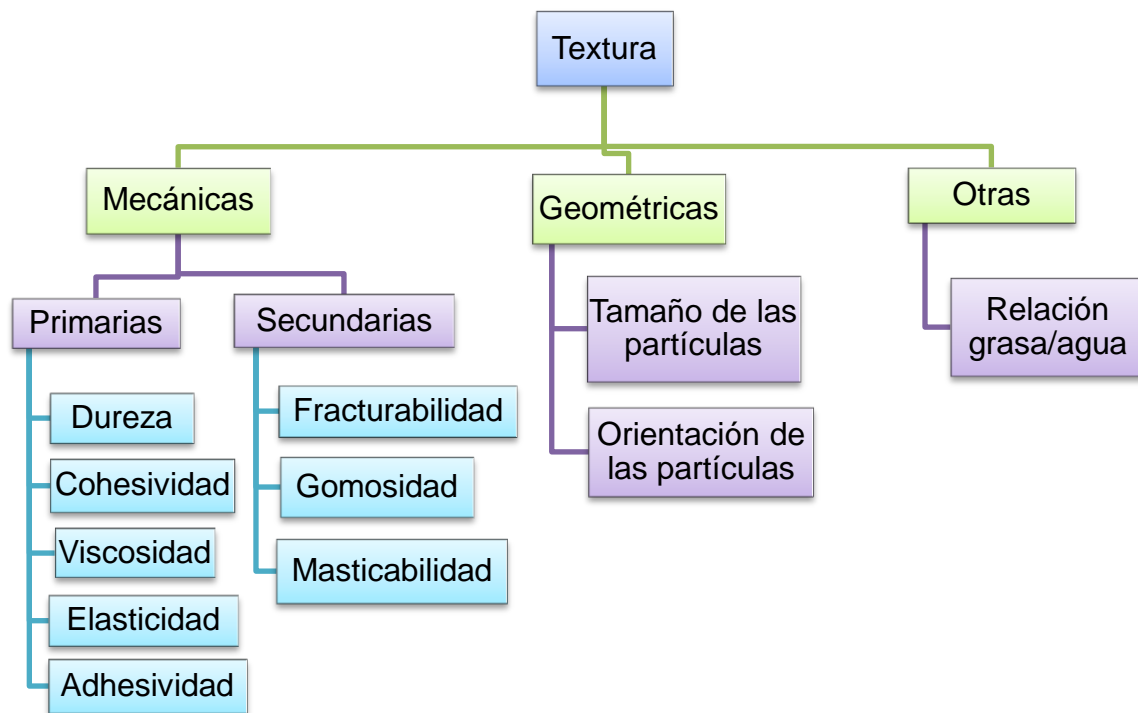 Textura
Mecánicas
Geométricas
Otras
Primarias
Secundarias
Dureza
Cohesividad
Viscosidad
Elasticidad
Adhesividad
Fracturabilidad
Gomosidad
Masticabilidad
Tamaño de las
partículas
Orientación de
las partículas
Relación
grasa/agua